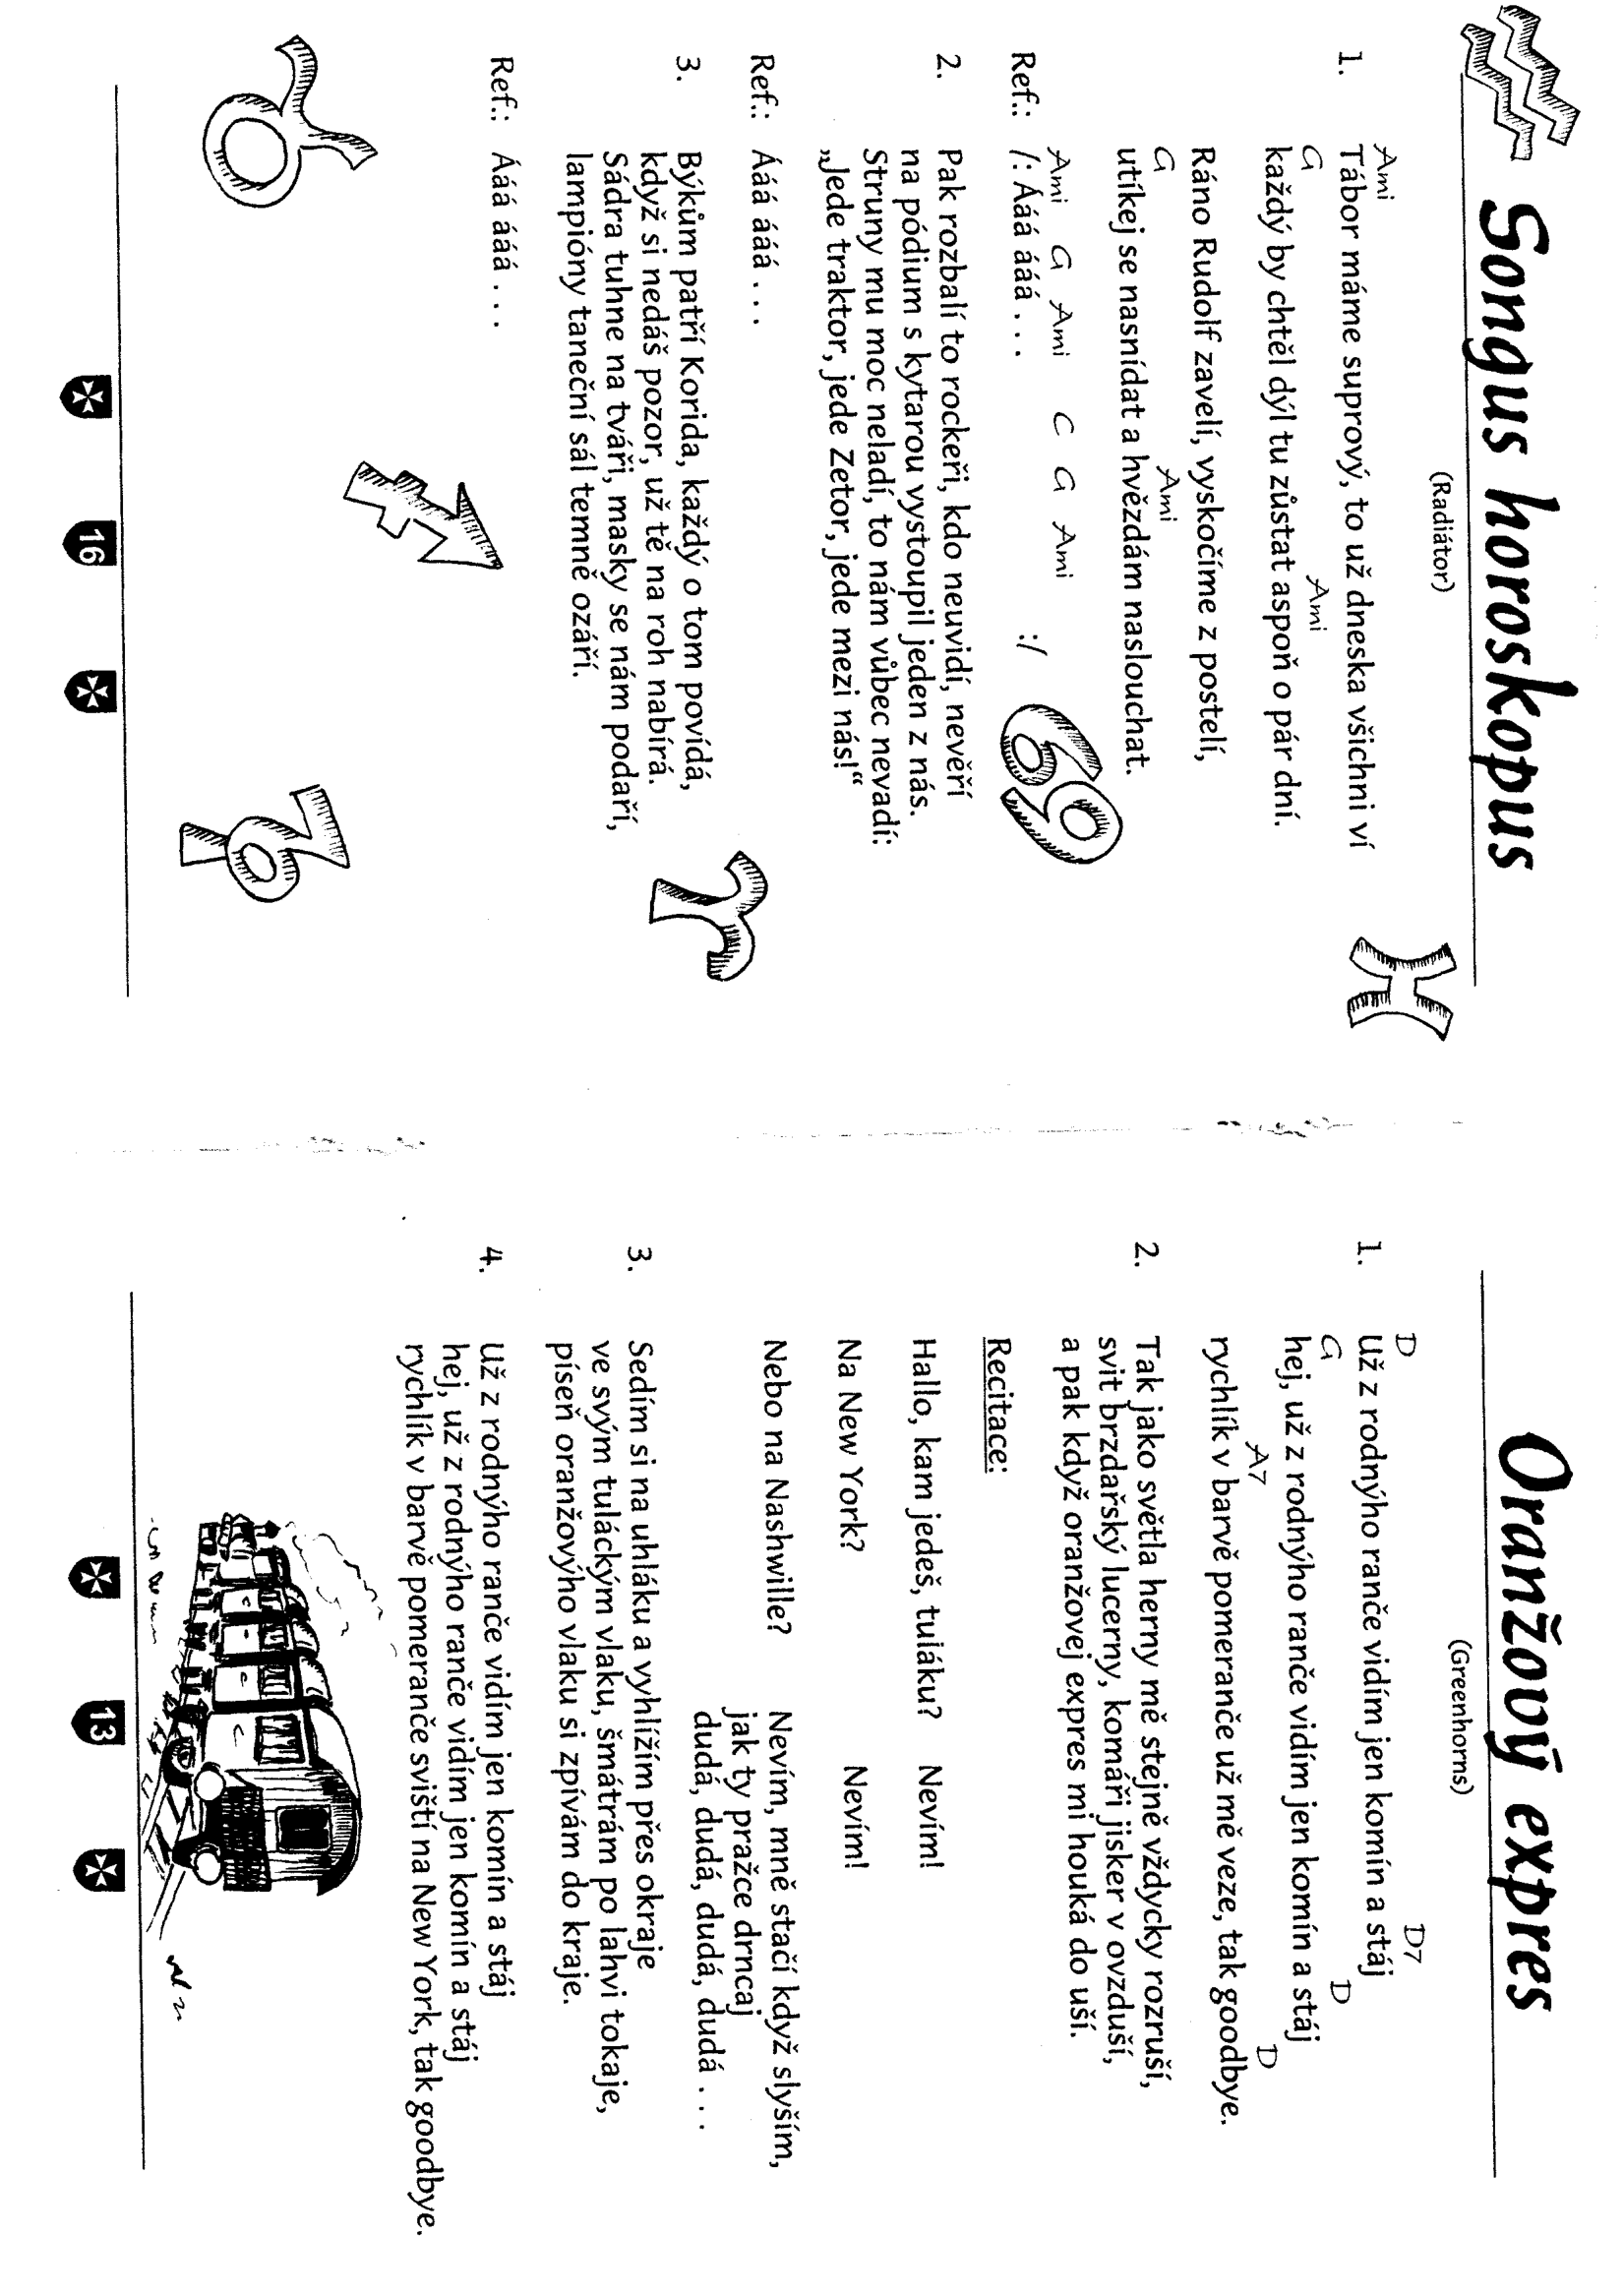 Songus horoskopus
(Radiátor)
Ami
1. Tábor máme suprový, to už dneska všichni ví
G Ami
každý by chtěl dýl tu zůstat aspoň o pár dní.
Ráno Rudolf zavelí, vyskočíme z postelí,
G Ami
utíkej se nasnídat a hvězdám naslouchat.
Ami G Ami C G Ami
Ref.: /: Ááá ááá . . . :/
2. Pak rozbalí to rockeři, kdo neuvidí, nevěří
na pódium s kytarou vystoupil jeden z nás.
Struny mu moc neladí, to nám vůbec nevadí:
„Jede traktor, jede Zetor, jede mezi nás!“
Ref.: Ááá ááá . . .
3. Býkům patří Korida, každý o tom povídá,
když si nedáš pozor, už tě na roh nabírá.
Sádra tuhne na tváři, masky se nám podaří,
lampióny taneční sál temně ozáří.
Ref.: Ááá ááá . . .
16
Oranžový expres
(Greenhorns)
D D7
1. Už z rodnýho ranče vidím jen komín a stáj
G D
hej, už z rodnýho ranče vidím jen komín a stáj
A7 D
rychlík v barvě pomeranče už mě veze, tak goodbye.
2. Tak jako světla herny mě stejně vždycky rozruší,
svit brzdařský lucerny, komáři jisker v ovzduší,
a pak když oranžovej expres mi houká do uší.
Recitace:
Hallo, kam jedeš, tuláku? Nevím!
Na New York? Nevím!
Nebo na Nashwille? Nevím, mně stačí když slyším,
jak ty pražce drncaj
dudá, dudá, dudá, dudá . . .
3. Sedím si na uhláku a vyhlížím přes okraje
ve svým tuláckým vlaku, šmátrám po lahvi tokaje,
píseň oranžovýho vlaku si zpívám do kraje.
4. Už z rodnýho ranče vidím jen komín a stáj
hej, už z rodnýho ranče vidím jen komín a stáj
rychlík v barvě pomeranče sviští na New York, tak goodbye.
13